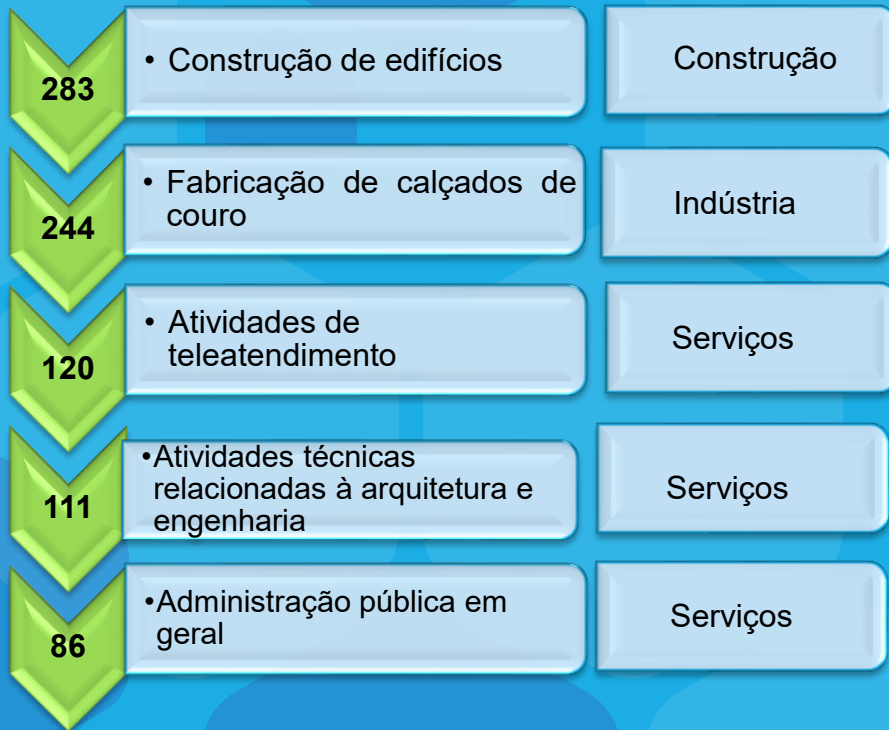 283
• Construção de edifícios
Construção
244
• Fabricação de calçados de
couro
Indústria
120
• Atividades de
teleatendimento
Serviços
111
•Atividades técnicas
relacionadas à arquitetura e
engenharia
Serviços
86
•Administração pública em
geral
Serviços